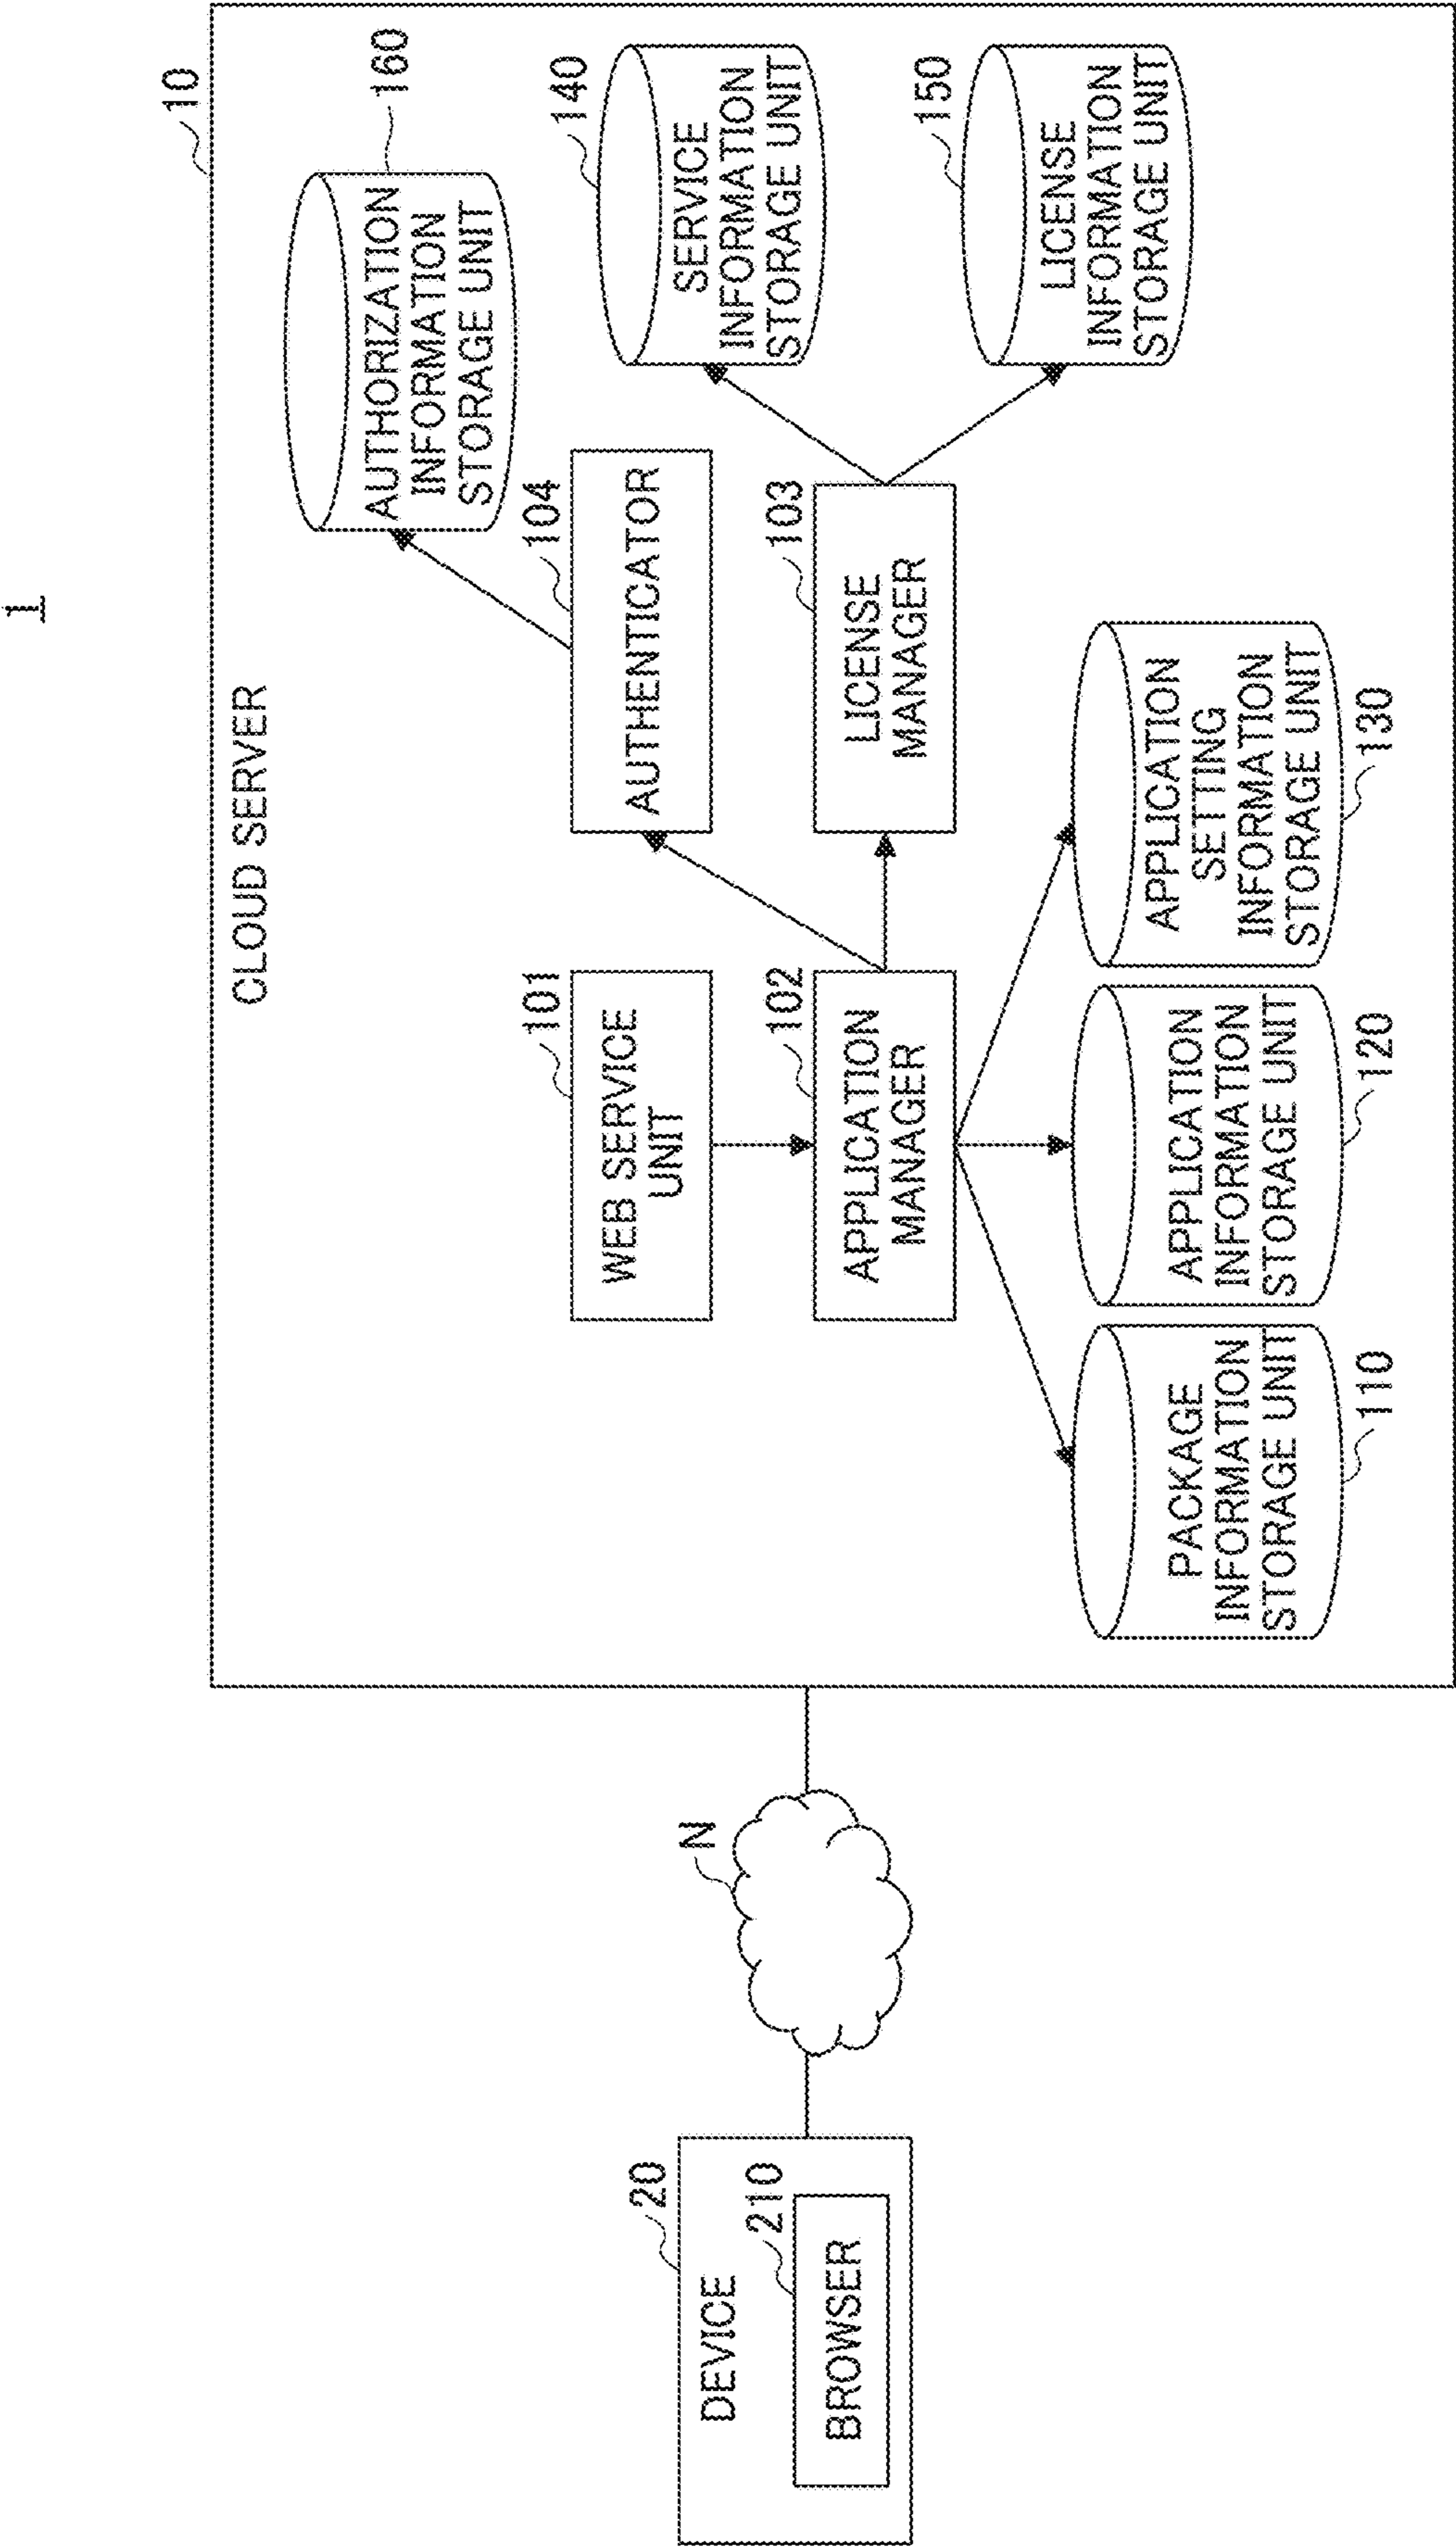 1
10
CLOUD SERVER
160
AUTHORIZATION
INFORMATION
STORAGE UNIT
20
DEVICE
210
BROWSER
N
101
WEB SERVICE
UNIT
104
AUTHENTICATOR
140
SERVICE
INFORMATION
STORAGE UNIT
102
APPLICATION
MANAGER
103
LICENSE
MANAGER
150
LICENSE
INFORMATION
STORAGE UNIT
PACKAGE
INFORMATION
STORAGE UNIT
110
APPLICATION
INFORMATION
STORAGE UNIT
120
APPLICATION
SETTING
INFORMATION
STORAGE UNIT
130